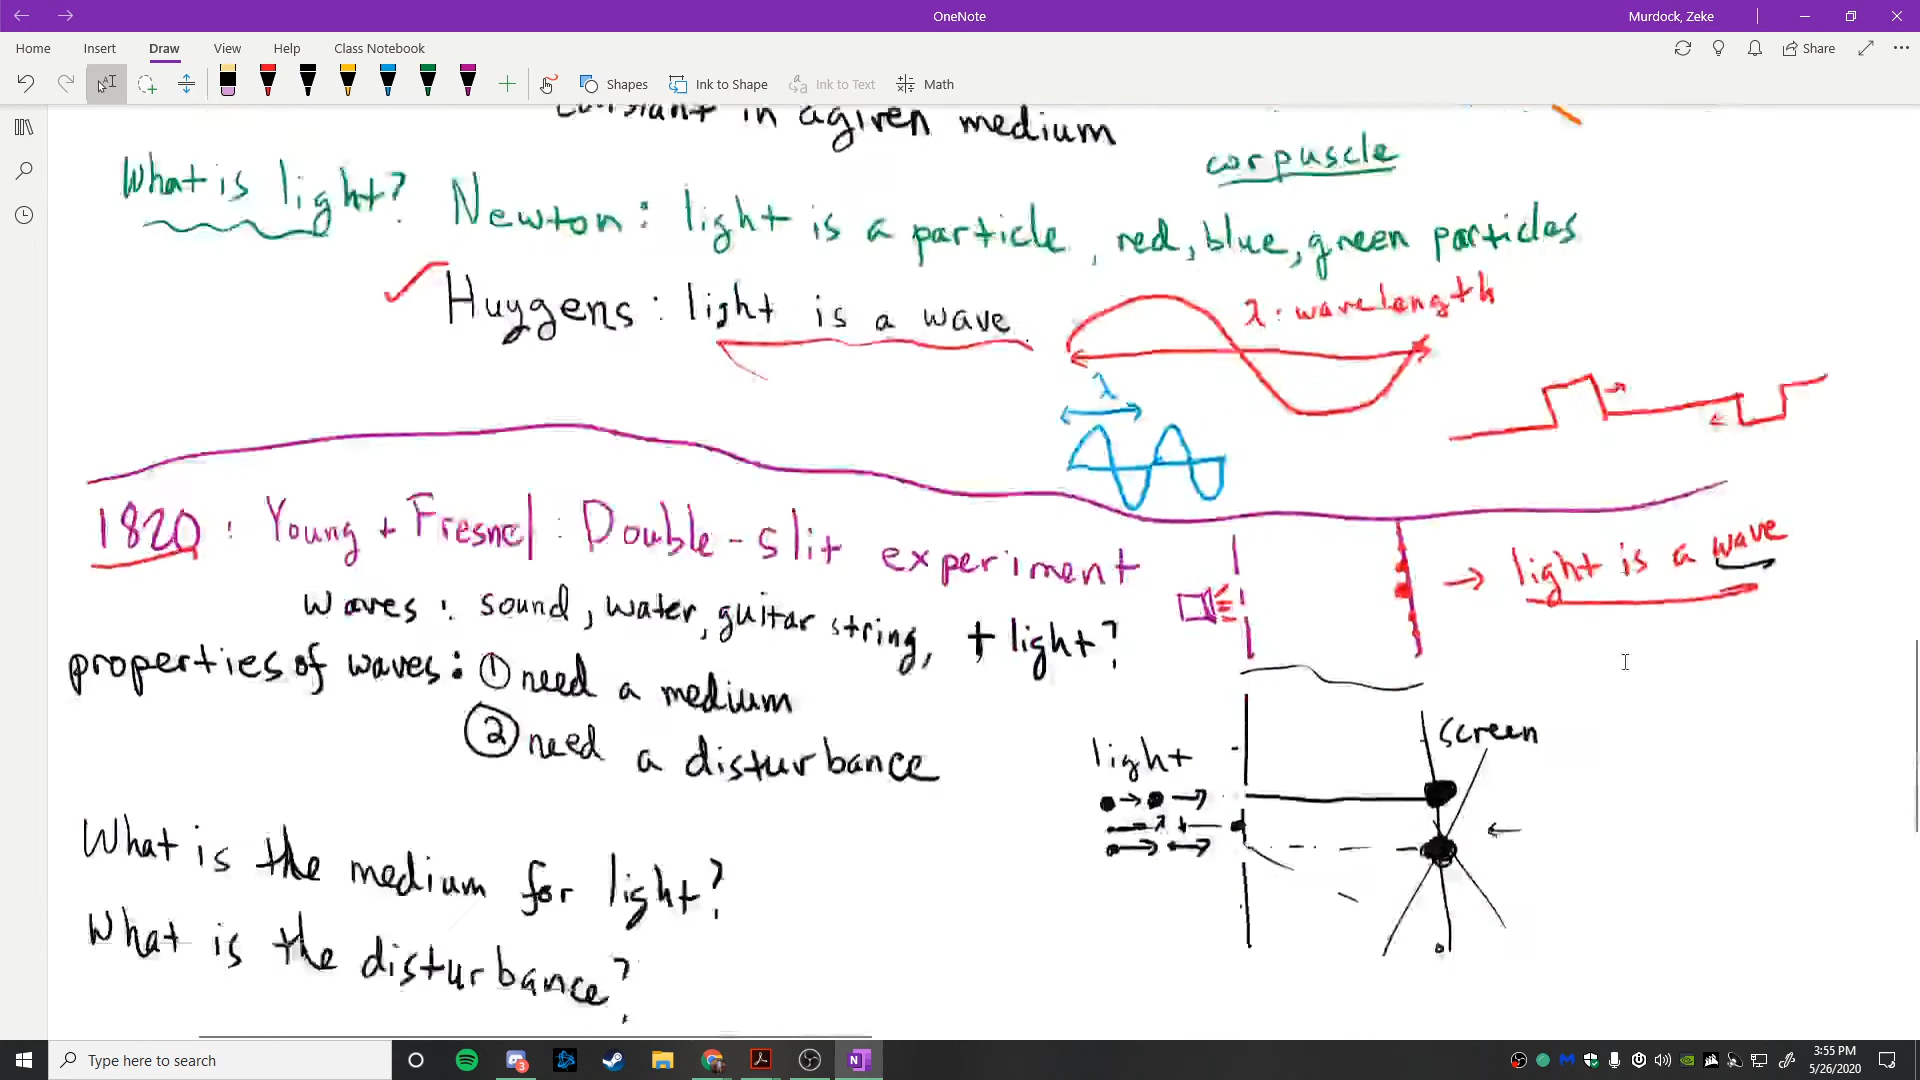 OneNote
Murdock, Zeke
Home Insert Draw View Help Class Notebook
Share
Shapes Ink to Shape Ink to Text Math
constant in a given medium
corpuscle
What is light? Newton: light is a particle, red, blue, green particles
Huygens: light is a wave
λ: wavelength
λ
1820: Young + Fresnel: Double-slit experiment
→ light is a wave
waves: sound, water, guitar string, + light?
properties of waves: ① need a medium
② need a disturbance
screen
light
What is the medium for light?
What is the disturbance?
Type here to search
3:55 PM
5/26/2020